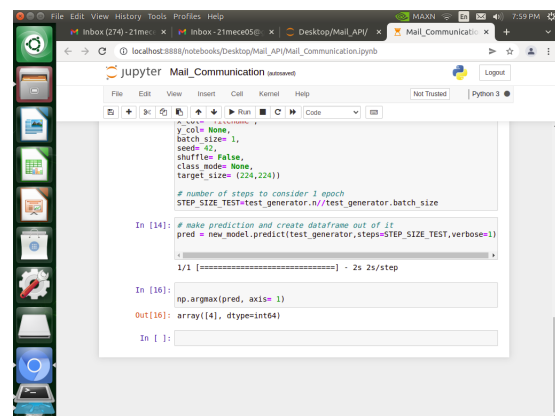 File Edit View History Tools Profiles Help
MAXN
En
7:59 PM
Inbox (274) - 21mece
Inbox - 21mece05@
Desktop/Mail_API/
Mail_Communicatio
localhost:8888/notebooks/Desktop/Mail_API/Mail_Communication.ipynb
jupyter Mail_Communication (autosaved)
Logout
File Edit View Insert Cell Kernel Help
Not Trusted
Python 3
Run
Code
x_col= "filename",
y_col= None,
batch_size= 1,
seed= 42,
shuffle= False,
class_mode= None,
target_size= (224,224))
# number of steps to consider 1 epoch
STEP_SIZE_TEST=test_generator.n//test_generator.batch_size
In [14]: # make prediction and create dataframe out of it
pred = new_model.predict(test_generator,steps=STEP_SIZE_TEST,verbose=1)
1/1 [==============================] - 2s 2s/step
In [16]:
np.argmax(pred, axis= 1)
Out[16]: array([4], dtype=int64)
In [ ]: